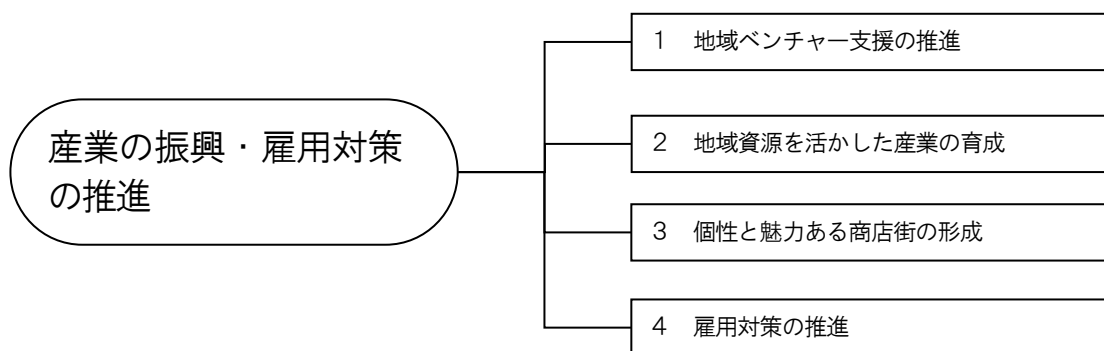 産業の振興・雇用対策
の推進
１　地域ベンチャー支援の推進
２　地域資源を活かした産業の育成
３　個性と魅力ある商店街の形成
４　雇用対策の推進